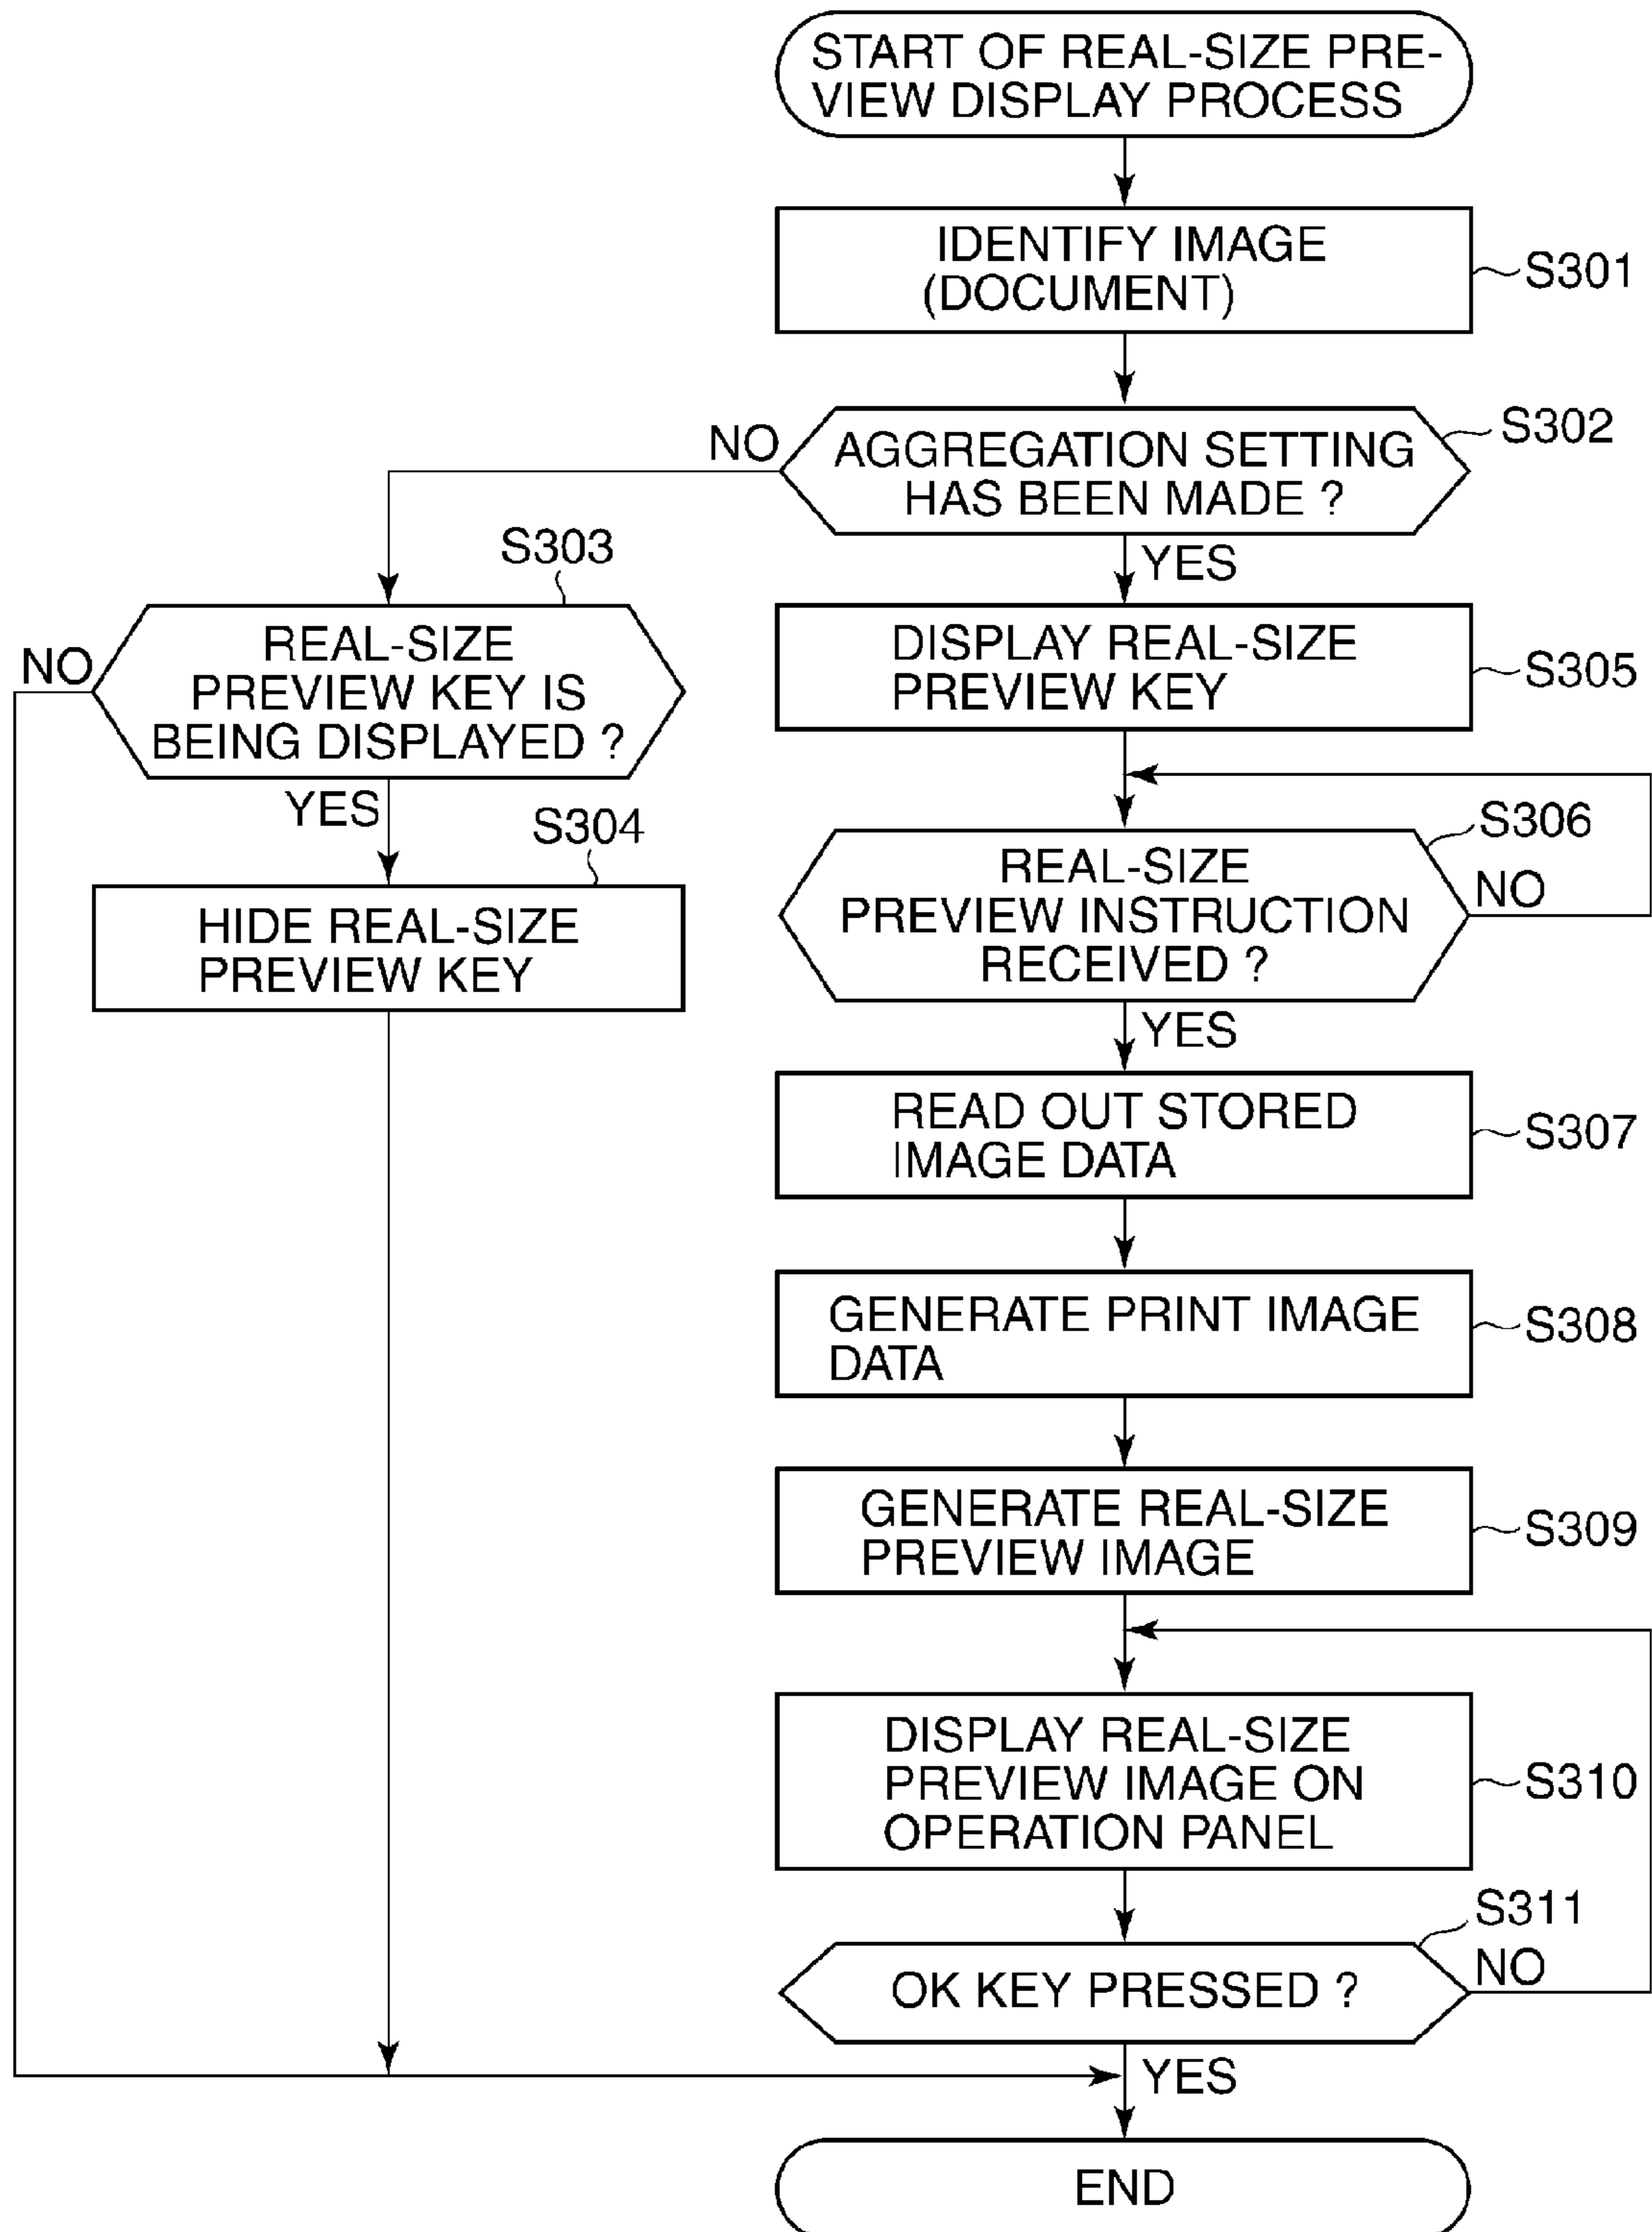 START OF REAL-SIZE PRE-
VIEW DISPLAY PROCESS
IDENTIFY IMAGE
(DOCUMENT)
S301
AGGREGATION SETTING
HAS BEEN MADE ?
S302
NO
YES
S303
REAL-SIZE
PREVIEW KEY IS
BEING DISPLAYED ?
NO
YES
S304
HIDE REAL-SIZE
PREVIEW KEY
DISPLAY REAL-SIZE
PREVIEW KEY
S305
S306
REAL-SIZE
PREVIEW INSTRUCTION
RECEIVED ?
NO
YES
READ OUT STORED
IMAGE DATA
S307
GENERATE PRINT IMAGE
DATA
S308
GENERATE REAL-SIZE
PREVIEW IMAGE
S309
DISPLAY REAL-SIZE
PREVIEW IMAGE ON
OPERATION PANEL
S310
S311
OK KEY PRESSED ?
NO
YES
END